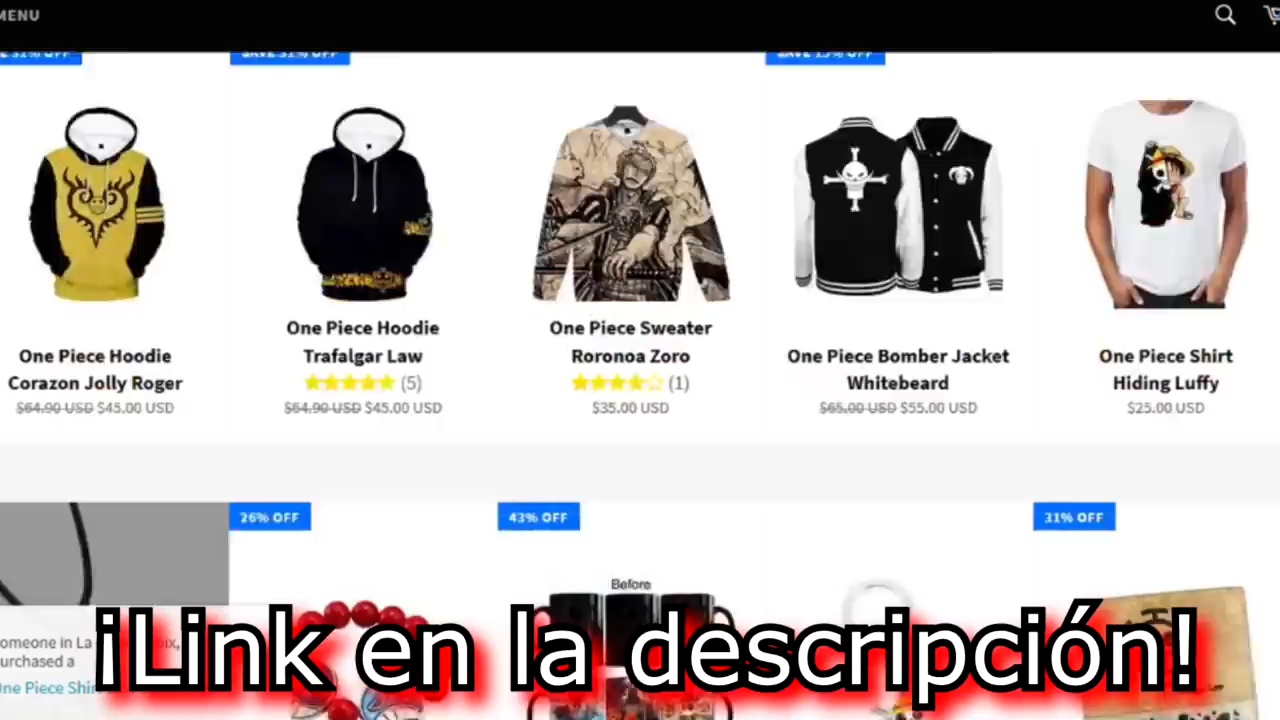 MENU
E 31% OFF
SAVE 31% OFF
SAVE 15% OFF
One Piece Hoodie
Corazon Jolly Roger
$64.90 USD $45.00 USD
One Piece Hoodie
Trafalgar Law
(5)
$64.90 USD $45.00 USD
One Piece Sweater
Roronoa Zoro
(1)
$35.00 USD
One Piece Bomber Jacket
Whitebeard
$65.00 USD $55.00 USD
One Piece Shirt
Hiding Luffy
$25.00 USD
26% OFF
43% OFF
31% OFF
Before
omeone in La
oix,
urchased a
One Piece Shir
¡Link en la descripción!